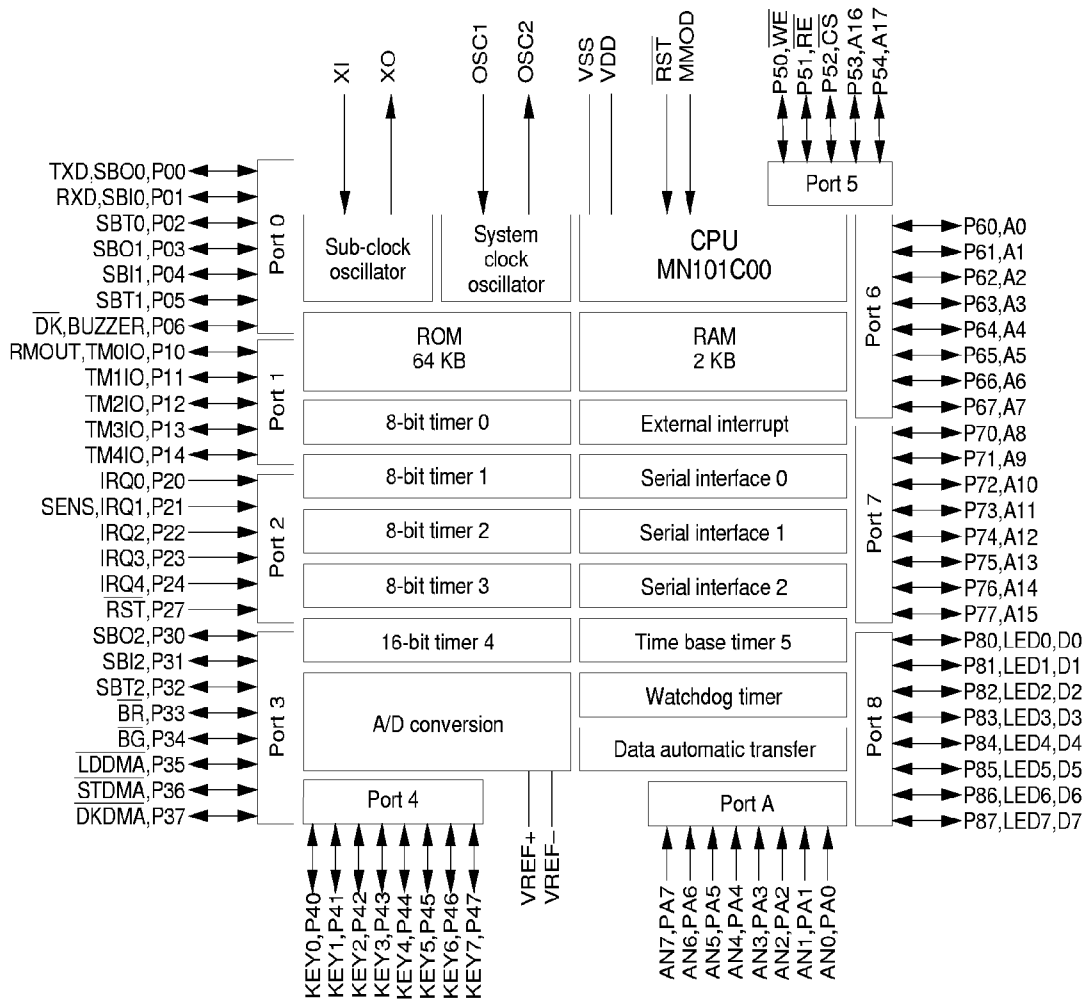 XI
XO
OSC1
OSC2
VSS
VDD
RST
MMOD
P50,WE
P51,RE
P52,CS
P53,A16
P54,A17
Port 5
TXD,SBO0,P00
RXD,SBI0,P01
SBT0,P02
SBO1,P03
SBI1,P04
SBT1,P05
DK,BUZZER,P06
RMOUT,TM0IO,P10
TM1IO,P11
TM2IO,P12
TM3IO,P13
TM4IO,P14
IRQ0,P20
SENS,IRQ1,P21
IRQ2,P22
IRQ3,P23
IRQ4,P24
RST,P27
SBO2,P30
SBI2,P31
SBT2,P32
BR,P33
BG,P34
LDDMA,P35
STDMA,P36
DKDMA,P37
Port 0
Port 1
Port 2
Port 3
Sub-clock
oscillator
System
clock
oscillator
CPU
MN101C00
ROM
64 KB
RAM
2 KB
8-bit timer 0
External interrupt
8-bit timer 1
Serial interface 0
8-bit timer 2
Serial interface 1
8-bit timer 3
Serial interface 2
16-bit timer 4
Time base timer 5
A/D conversion
Watchdog timer
Data automatic transfer
Port 4
Port A
Port 6
Port 7
Port 8
P60,A0
P61,A1
P62,A2
P63,A3
P64,A4
P65,A5
P66,A6
P67,A7
P70,A8
P71,A9
P72,A10
P73,A11
P74,A12
P75,A13
P76,A14
P77,A15
P80,LED0,D0
P81,LED1,D1
P82,LED2,D2
P83,LED3,D3
P84,LED4,D4
P85,LED5,D5
P86,LED6,D6
P87,LED7,D7
KEY0,P40
KEY1,P41
KEY2,P42
KEY3,P43
KEY4,P44
KEY5,P45
KEY6,P46
KEY7,P47
VREF+
VREF−
AN7,PA7
AN6,PA6
AN5,PA5
AN4,PA4
AN3,PA3
AN2,PA2
AN1,PA1
AN0,PA0